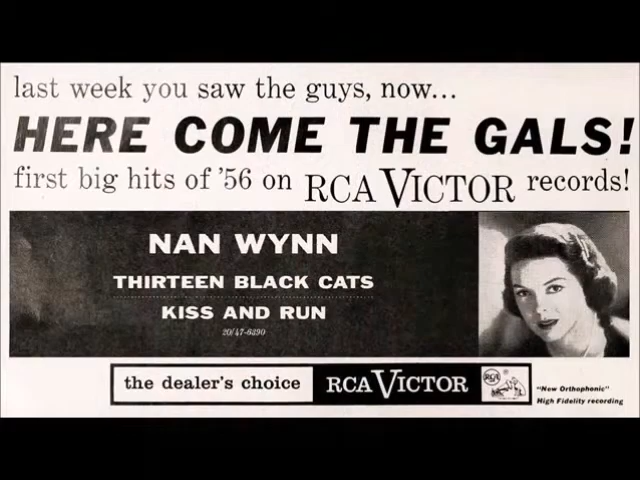 last week you saw the guys, now...
HERE COME THE GALS!
first big hits of '56 on RCA VICTOR records!
NAN WYNN
THIRTEEN BLACK CATS
KISS AND RUN
20/47-6390
the dealer's choice RCA VICTOR RCA ®
"New Orthophonic"
High Fidelity recording